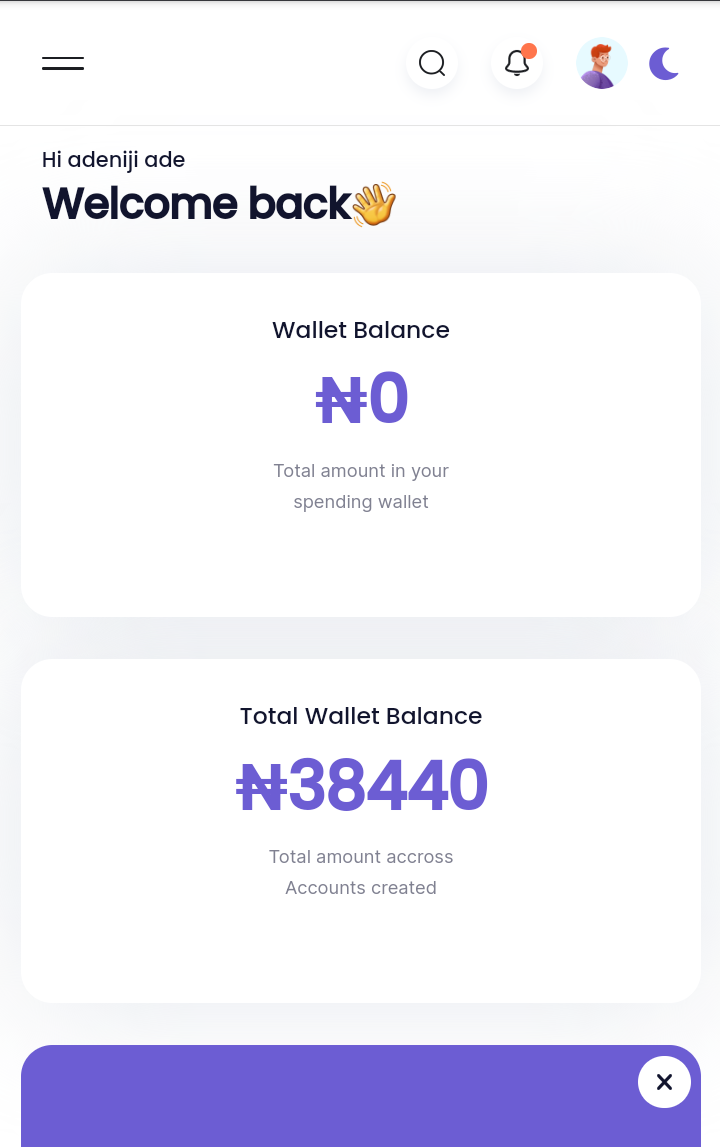 Hi adeniji ade
Welcome back👋
Wallet Balance
₦0
Total amount in your
spending wallet
Total Wallet Balance
₦38440
Total amount accross
Accounts created